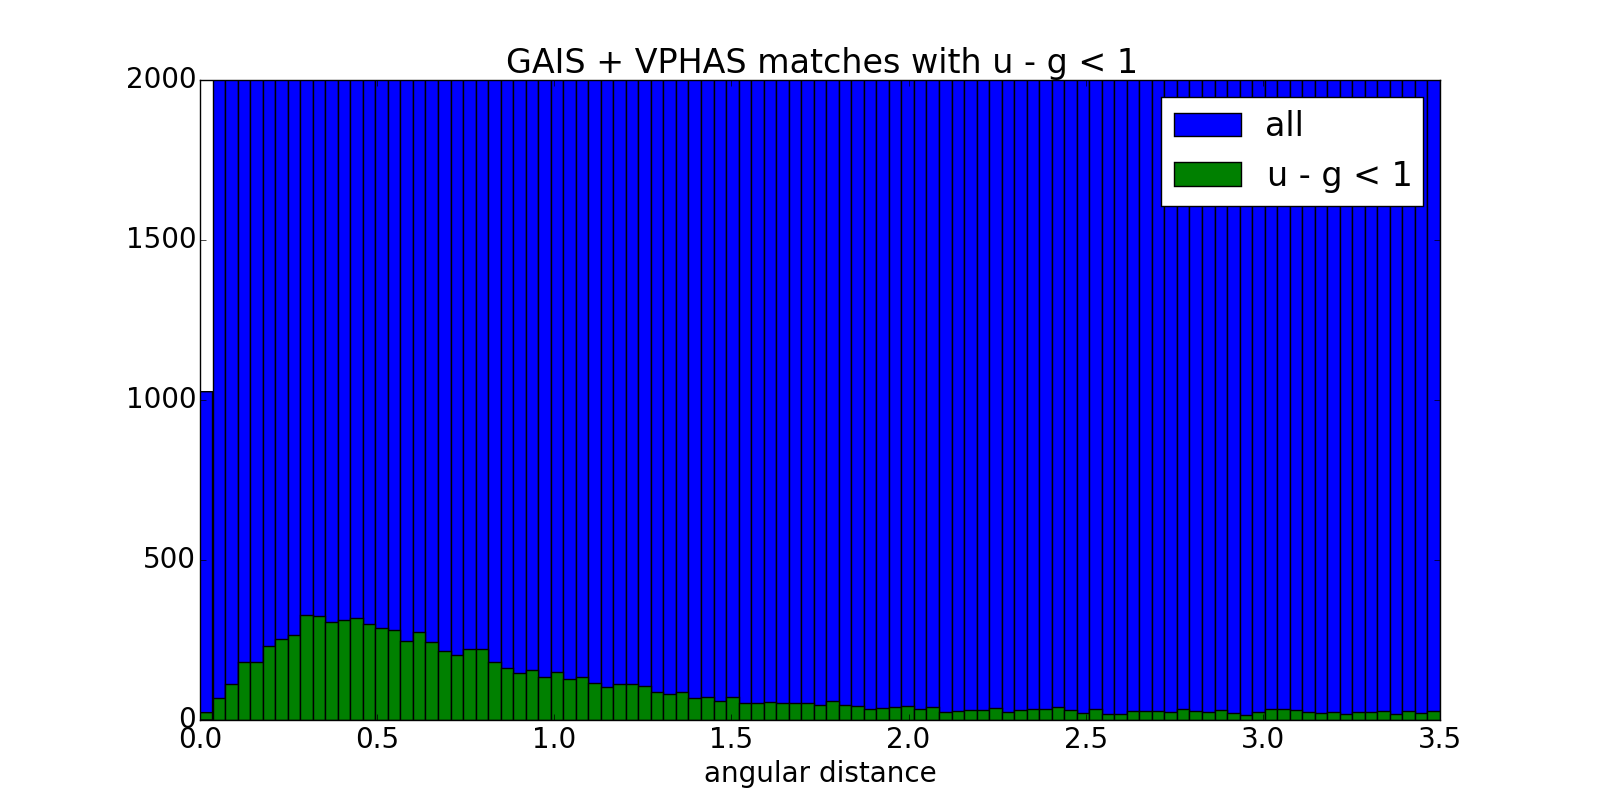 GAIS + VPHAS matches with u - g < 1
2000
1500
1000
500
0
all
u - g < 1
0.0 0.5 1.0 1.5 2.0 2.5 3.0 3.5
angular distance